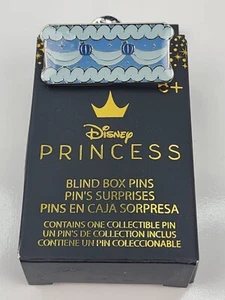 6+
Disney
PRINCESS
BLIND BOX PINS
PIN'S SURPRISES
PINS EN CAJA SORPRESA
CONTAINS ONE COLLECTIBLE PIN
UN PIN'S DE COLLECTION INCLUS
CONTIENE UN PIN COLECCIONABLE